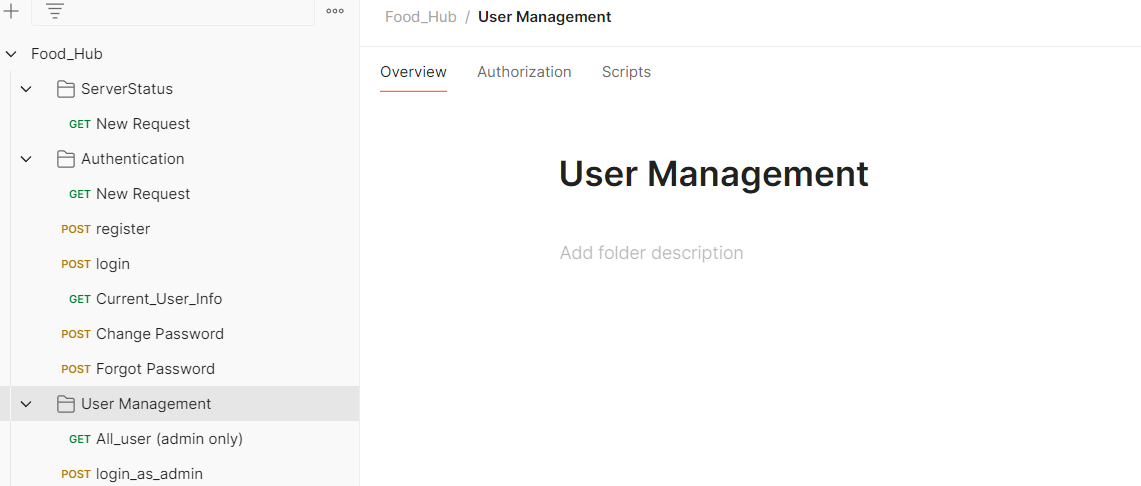 Food_Hub
ServerStatus
GET New Request
Authentication
GET New Request
POST register
POST login
GET Current_User_Info
POST Change Password
POST Forgot Password
User Management
GET All_user (admin only)
POST login_as_admin
Food_Hub / User Management
Overview Authorization Scripts
User Management
Add folder description